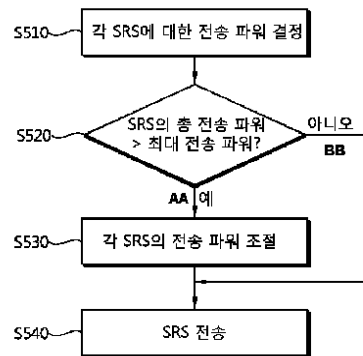 S510
각 SRS에 대한 전송 파워 결정
S520
SRS의 총 전송 파워
> 최대 전송 파워?
아니오
BB
AA 예
S530
각 SRS의 전송 파워 조절
S540
SRS 전송